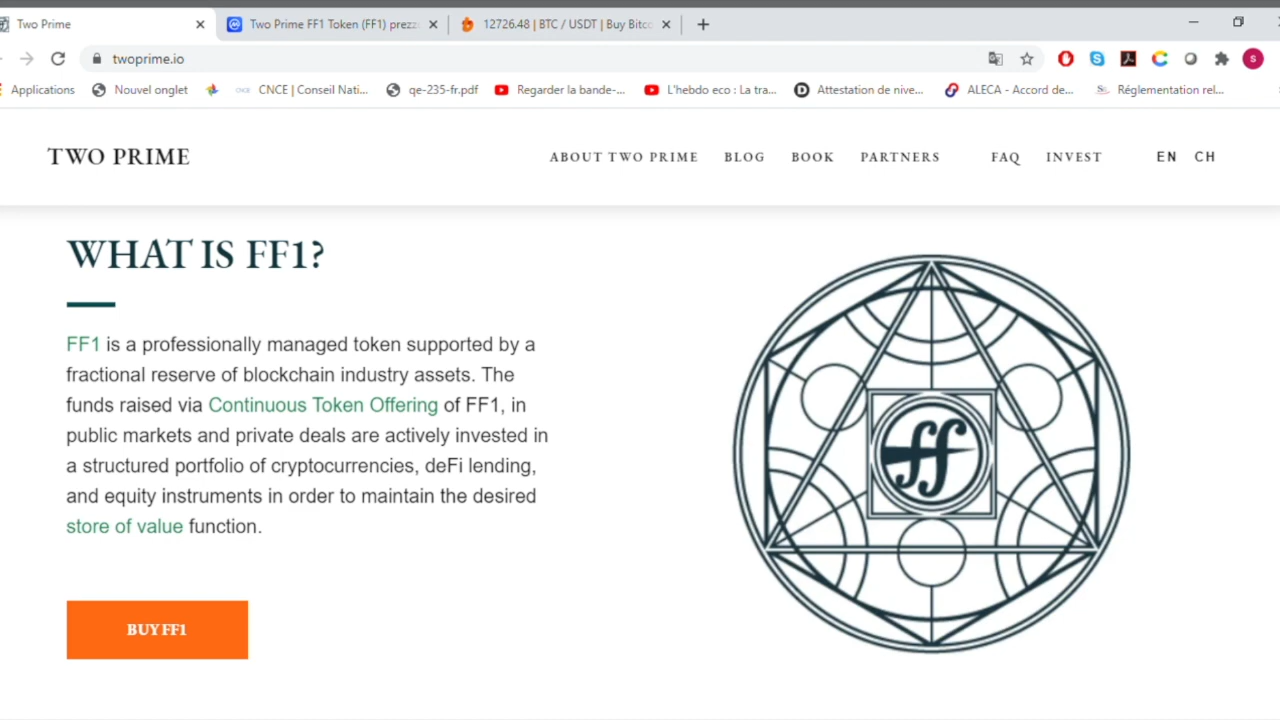 Two Prime
Two Prime FF1 Token (FF1) prezz
12726.48 | BTC / USDT | Buy Bitco
twoprime.io
S
Applications
Nouvel onglet
CNCE | Conseil Nati...
qe-235-fr.pdf
Regarder la bande-...
L'hebdo eco : La tra...
Attestation de nive...
ALECA - Accord de...
Réglementation rel...
TWO PRIME
ABOUT TWO PRIME
BLOG
BOOK
PARTNERS
FAQ
INVEST
EN
CH
WHAT IS FF1?
FF1 is a professionally managed token supported by a
fractional reserve of blockchain industry assets. The
funds raised via Continuous Token Offering of FF1, in
public markets and private deals are actively invested in
a structured portfolio of cryptocurrencies, deFi lending,
and equity instruments in order to maintain the desired
store of value function.
BUY FF1
ff